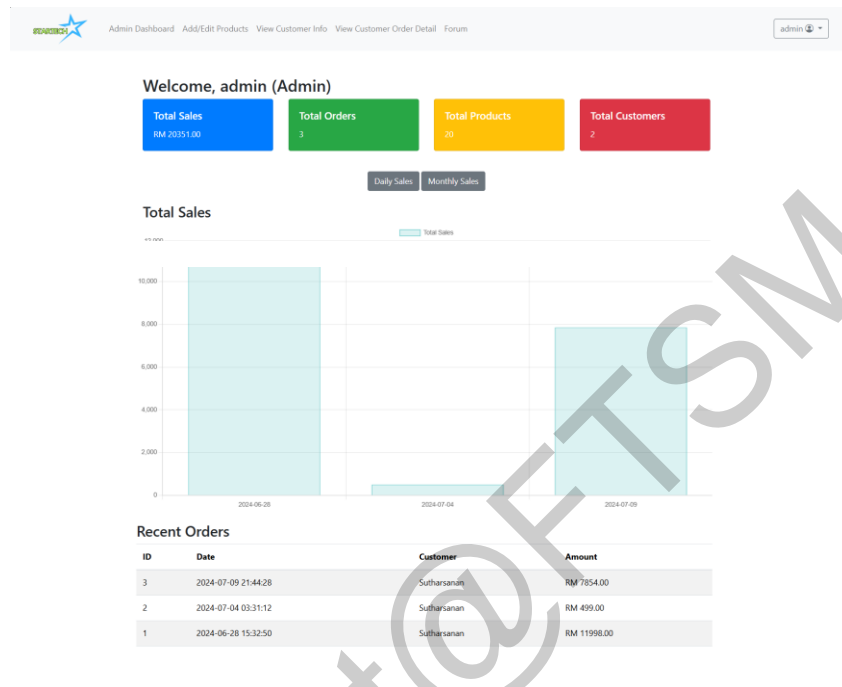 STARTECH
Admin Dashboard Add/Edit Products View Customer Info View Customer Order Detail Forum
admin
Welcome, admin (Admin)
Total Sales
RM 20351.00
Total Orders
3
Total Products
20
Total Customers
2
Daily Sales Monthly Sales
Total Sales
Total Sales
12,000
10,000
8,000
6,000
4,000
2,000
0
2024-06-28 2024-07-04 2024-07-09
Recent Orders
ID Date Customer Amount
3 2024-07-09 21:44:28 Sutharsanan RM 7854.00
2 2024-07-04 03:31:12 Sutharsanan RM 499.00
1 2024-06-28 15:32:50 Sutharsanan RM 11998.00
t@FTSM